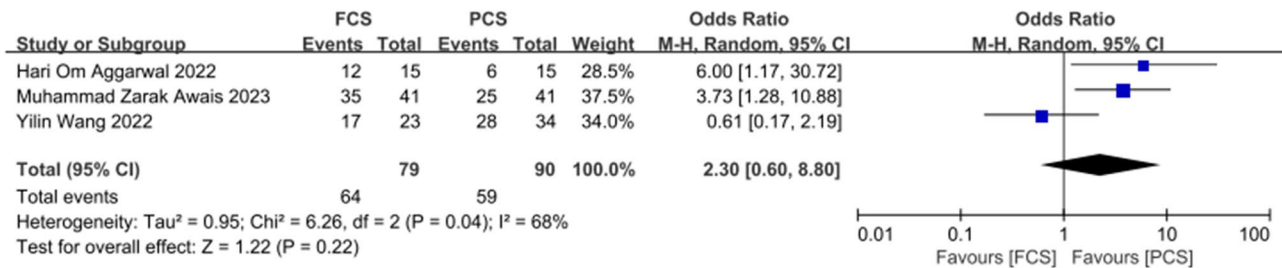 FCS PCS Odds Ratio Odds Ratio
Study or Subgroup Events Total Events Total Weight M-H, Random, 95% CI M-H, Random, 95% CI
Hari Om Aggarwal 2022 12 15 6 15 28.5% 6.00 [1.17, 30.72]
Muhammad Zarak Awais 2023 35 41 25 41 37.5% 3.73 [1.28, 10.88]
Yilin Wang 2022 17 23 28 34 34.0% 0.61 [0.17, 2.19]
Total (95% CI) 79 90 100.0% 2.30 [0.60, 8.80]
Total events 64 59
Heterogeneity: Tau² = 0.95; Chi² = 6.26, df = 2 (P = 0.04); I² = 68%
Test for overall effect: Z = 1.22 (P = 0.22)
0.01 0.1 1 10 100
Favours [FCS] Favours [PCS]